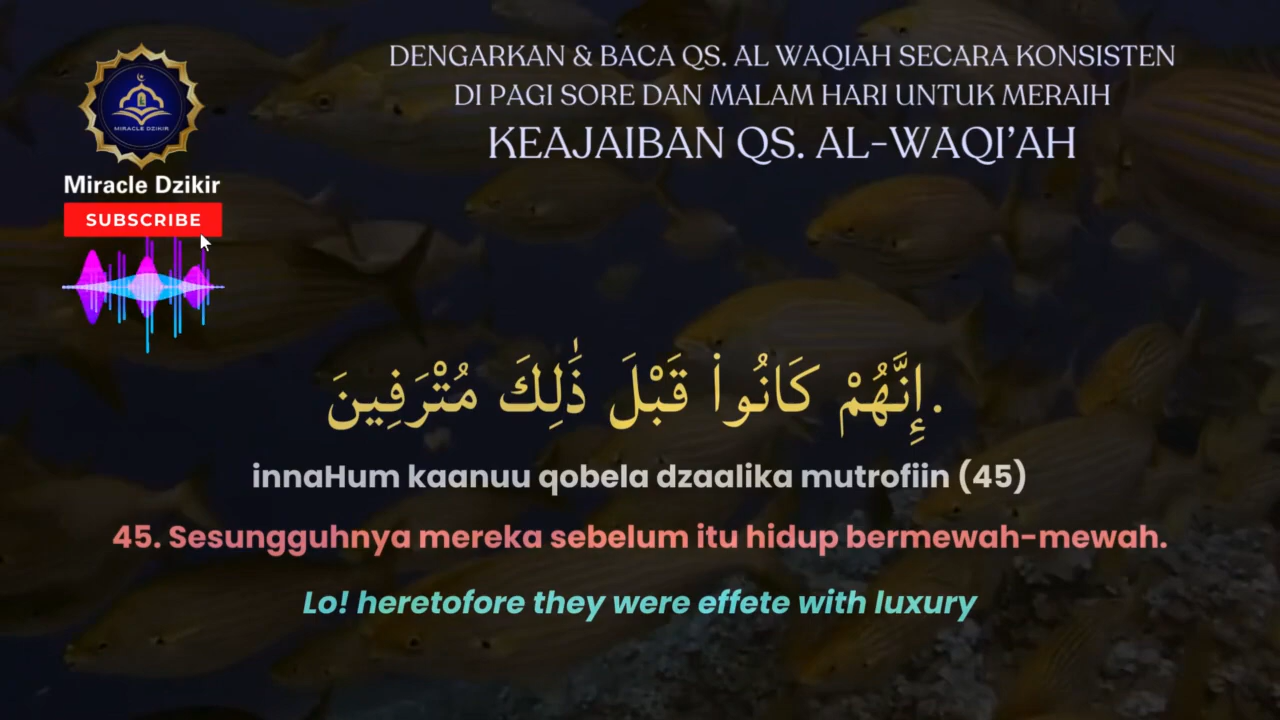 DENGARKAN & BACA QS. AL WAQIAH SECARA KONSISTEN
DI PAGI SORE DAN MALAM HARI UNTUK MERAIH
KEAJAIBAN QS. AL-WAQI'AH
MIRACLE DZIKIR
Miracle Dzikir
SUBSCRIBE
.إِنَّهُمْ كَانُوا۟ قَبْلَ ذَٰلِكَ مُتْرَفِينَ
innaHum kaanuu qobela dzaalika mutrofiin (45)
45. Sesungguhnya mereka sebelum itu hidup bermewah-mewah.
Lo! heretofore they were effete with luxury